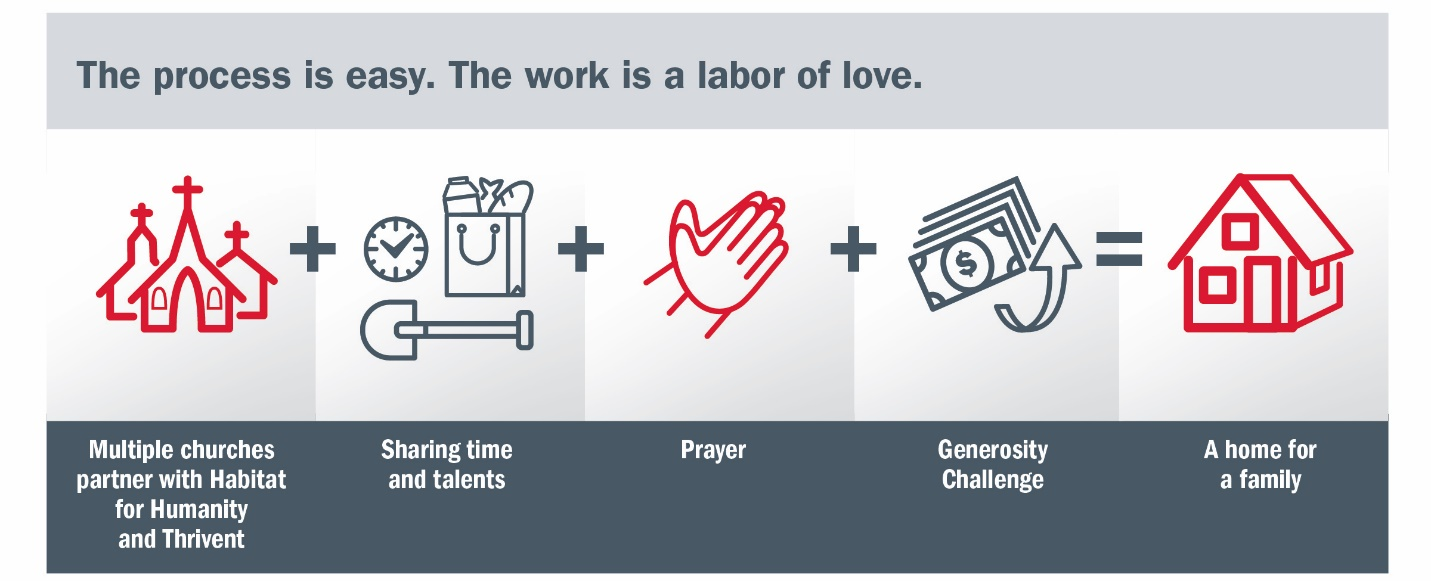 The process is easy. The work is a labor of love.
+
+
+
$
=
Multiple churches
partner with Habitat
for Humanity
and Thrivent
Sharing time
and talents
Prayer
Generosity
Challenge
A home for
a family